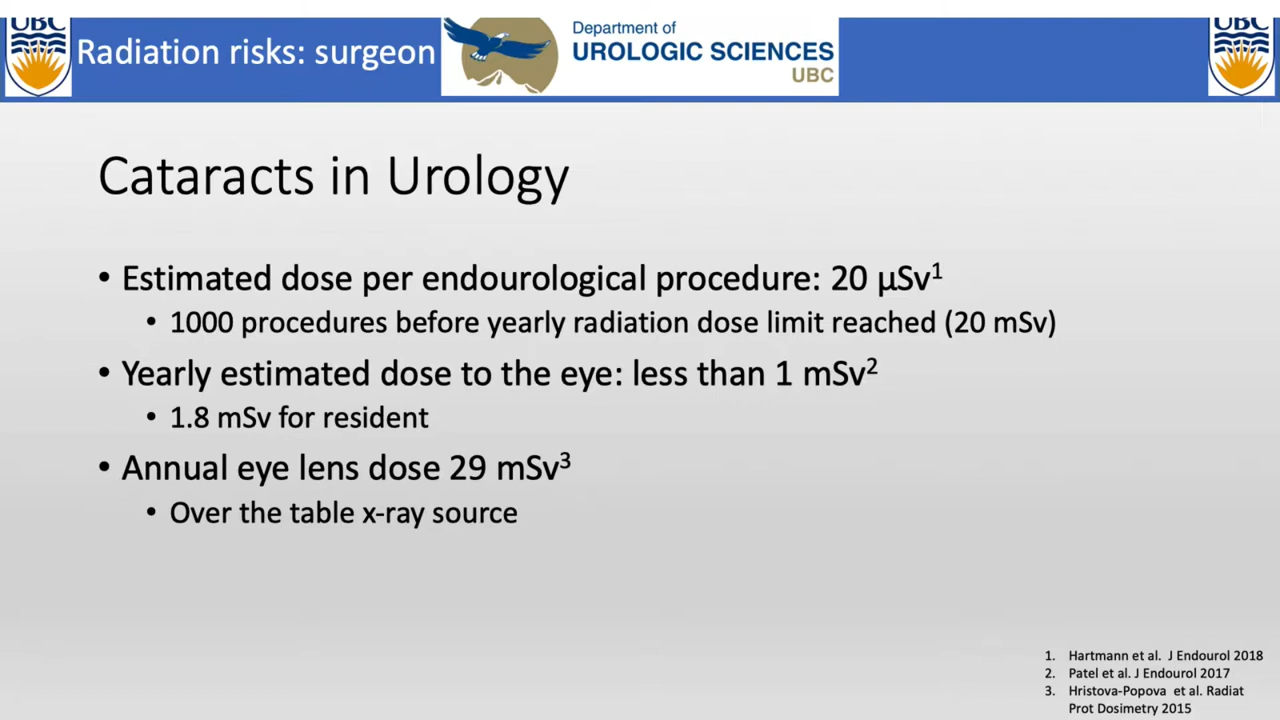 UBC
Radiation risks: surgeon
Department of
UROLOGIC SCIENCES
UBC
UBC
Cataracts in Urology
• Estimated dose per endourological procedure: 20 µSv¹
• 1000 procedures before yearly radiation dose limit reached (20 mSv)
• Yearly estimated dose to the eye: less than 1 mSv²
• 1.8 mSv for resident
• Annual eye lens dose 29 mSv³
• Over the table x-ray source
1. Hartmann et al. J Endourol 2018
2. Patel et al. J Endourol 2017
3. Hristova-Popova et al. Radiat
Prot Dosimetry 2015